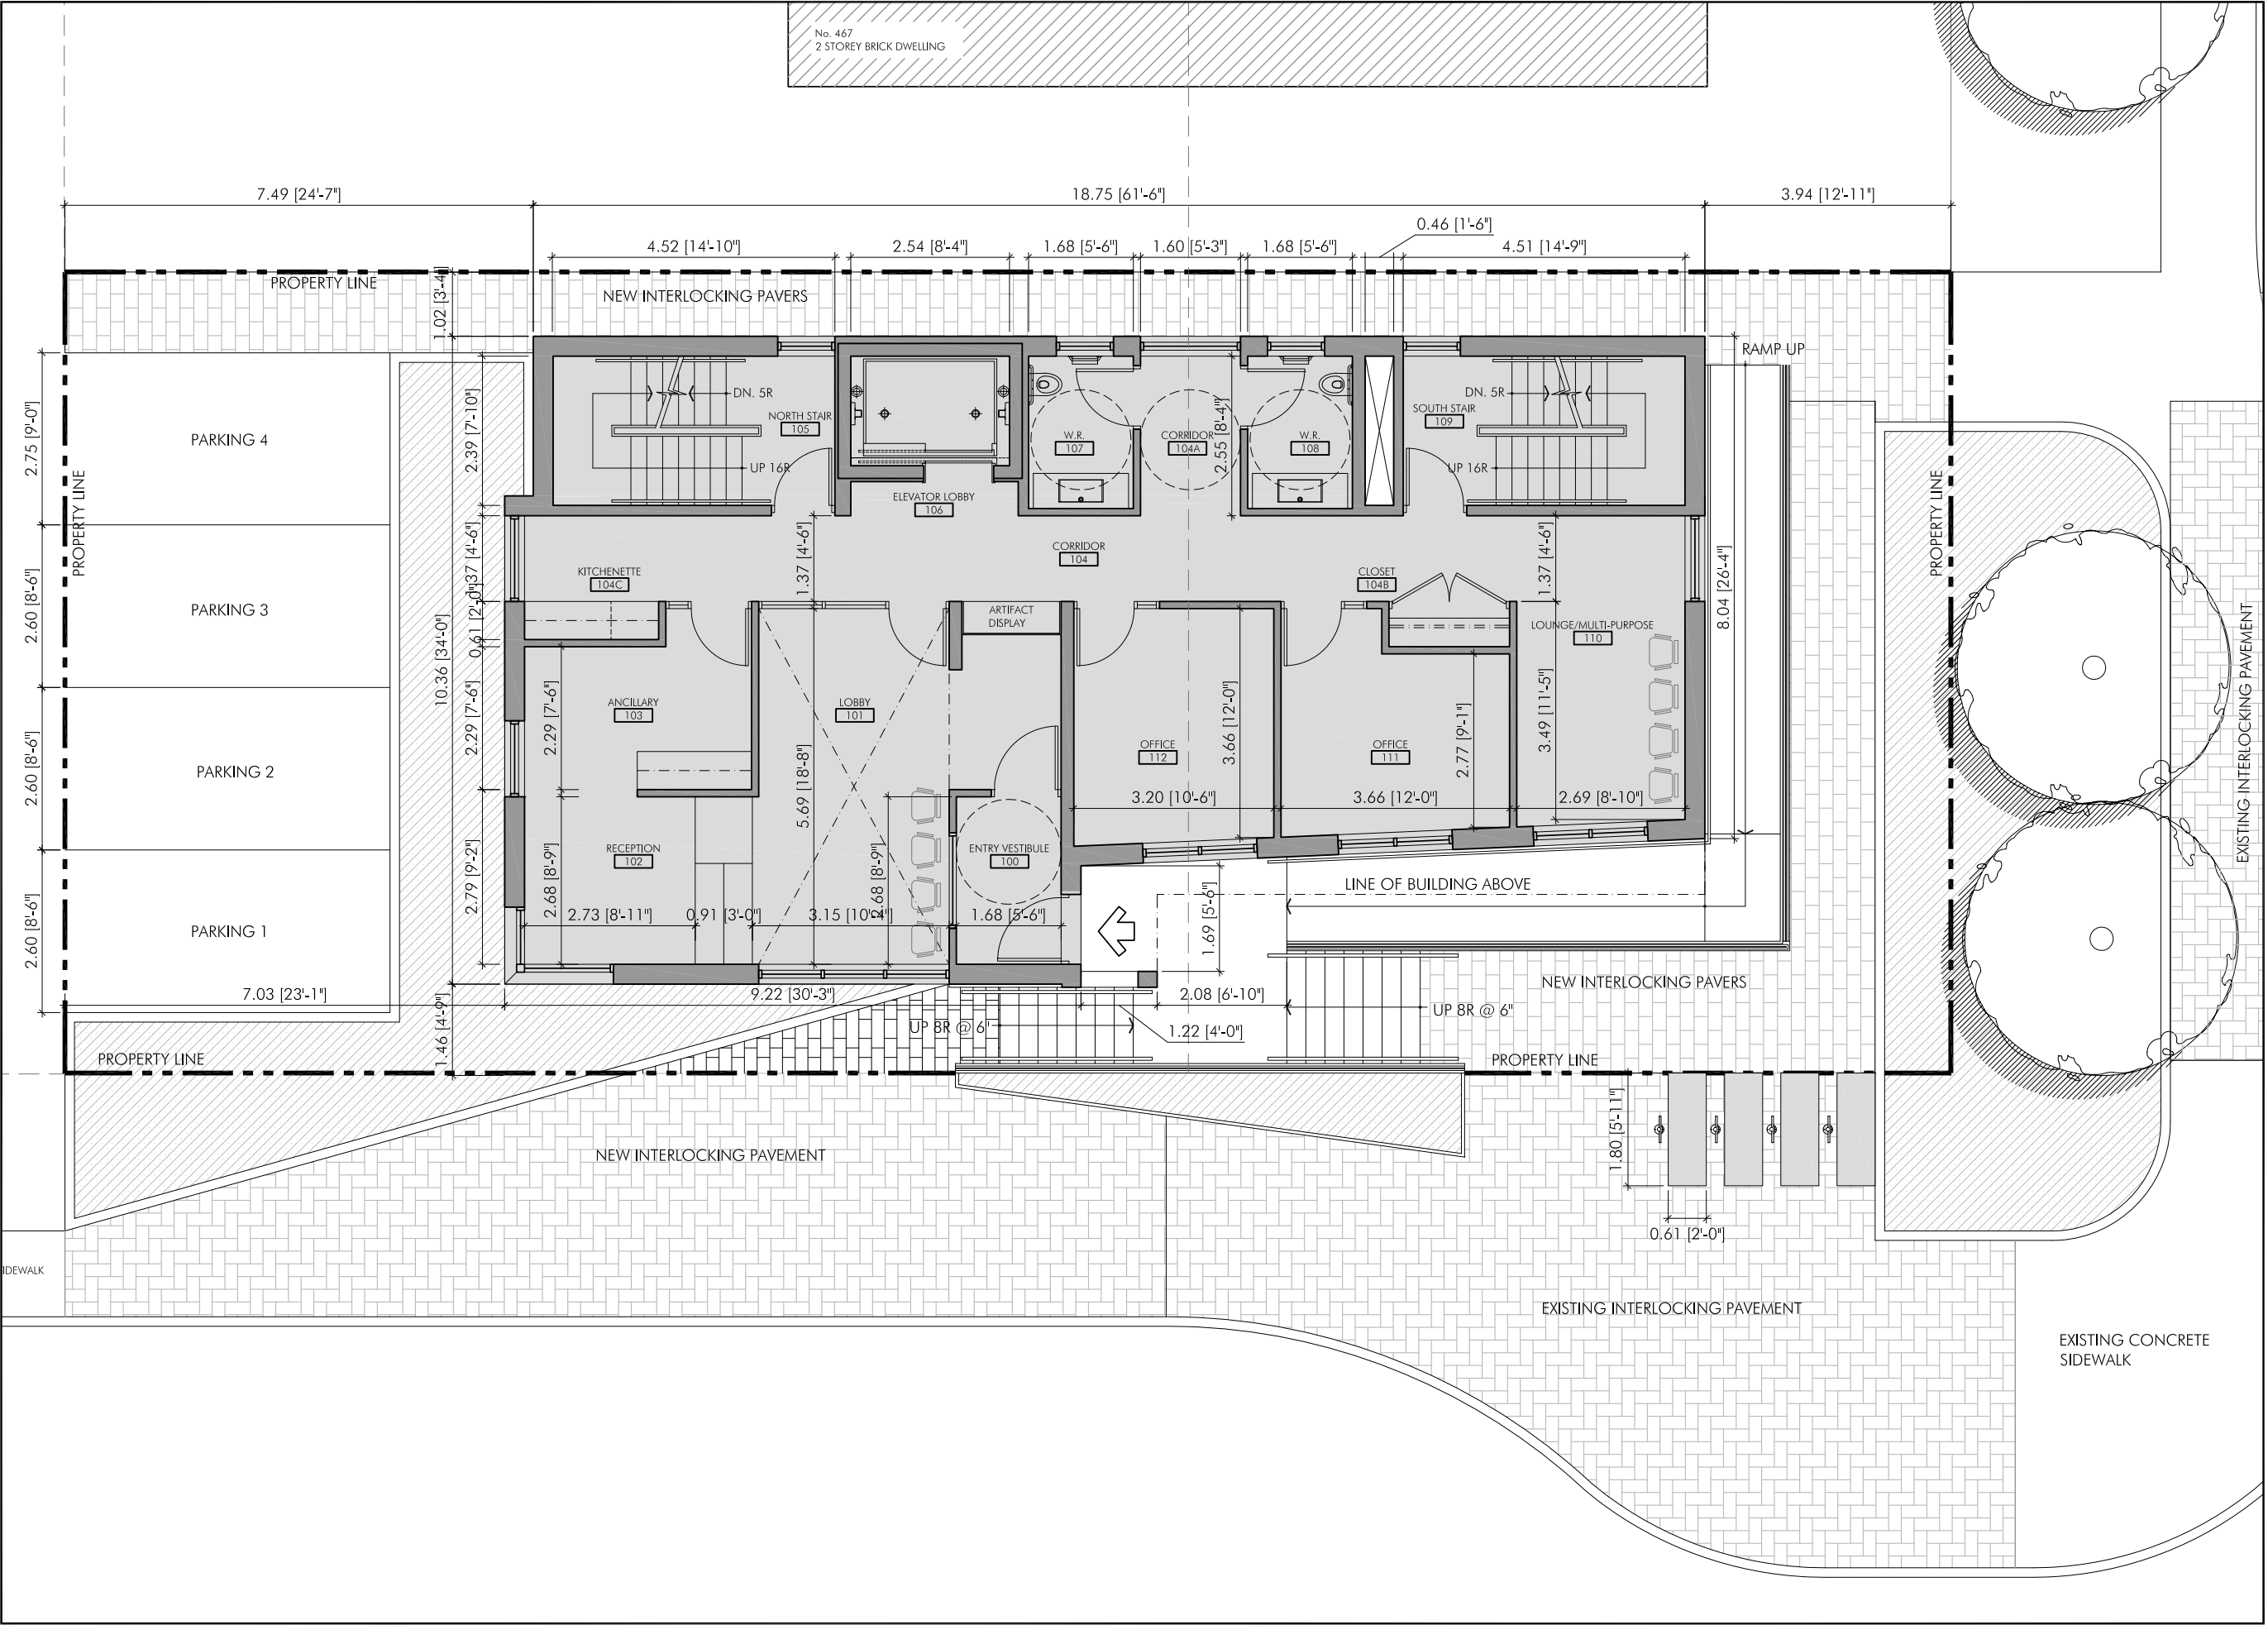 No. 467
2 STOREY BRICK DWELLING
7.49 [24'-7"]
18.75 [61'-6"]
3.94 [12'-11"]
0.46 [1'-6"]
4.52 [14'-10"]
2.54 [8'-4"]
1.68 [5'-6"]
1.60 [5'-3"]
1.68 [5'-6"]
4.51 [14'-9"]
PROPERTY LINE
1.02 [3'-4]
NEW INTERLOCKING PAVERS
RAMP UP
DN. 5R
DN. 5R
NORTH STAIR
105
SOUTH STAIR
109
W.R.
107
CORRIDOR
104A
W.R.
108
2.55 [8'-4"]
2.39 [7'-10"]
2.75 [9'-0"]
PARKING 4
PROPERTY LINE
PROPERTY LINE
UP 16R
UP 16R
ELEVATOR LOBBY
106
CORRIDOR
104
1.37 [4'-6"]
1.37 [4'-6"]
1.37 [4'-6"]
KITCHENETTE
104C
CLOSET
104B
8.04 [26'-4"]
2.60 [8'-6"]
PARKING 3
0.61 [2'-0"]
10.36 [34'-0"]
ARTIFACT
DISPLAY
LOUNGE/MULTI-PURPOSE
110
EXISTING INTERLOCKING PAVEMENT
ANCILLARY
103
LOBBY
101
2.29 [7'-6"]
2.29 [7'-6"]
3.66 [12'-0"]
2.77 [9'-1"]
3.49 [11'-5"]
OFFICE
112
OFFICE
111
2.60 [8'-6"]
PARKING 2
5.69 [18'-8"]
3.20 [10'-6"]
3.66 [12'-0"]
2.69 [8'-10"]
RECEPTION
102
ENTRY VESTIBULE
100
2.79 [9'-2"]
2.68 [8'-9"]
2.68 [8'-9"]
LINE OF BUILDING ABOVE
2.60 [8'-6"]
PARKING 1
2.73 [8'-11"]
0.91 [3'-0"]
3.15 [10'-4"]
1.68 [5'-6"]
1.69 [5'-6"]
7.03 [23'-1"]
9.22 [30'-3"]
2.08 [6'-10"]
NEW INTERLOCKING PAVERS
UP 8R @ 6"
UP 8R @ 6"
1.22 [4'-0"]
1.46 [4'-9"]
PROPERTY LINE
PROPERTY LINE
1.80 [5'-11"]
NEW INTERLOCKING PAVEMENT
0.61 [2'-0"]
IDEWALK
EXISTING INTERLOCKING PAVEMENT
EXISTING CONCRETE
SIDEWALK